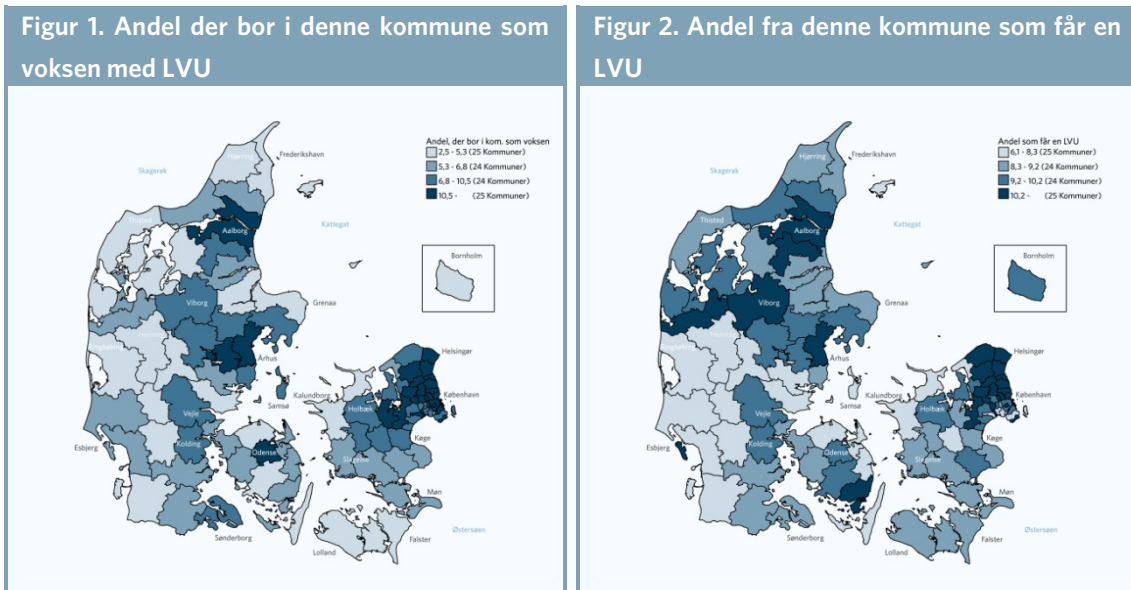 Figur 1. Andel der bor i denne kommune som
voksen med LVU
Andel, der bor i kom. som voksen
2,5 - 5,3 (25 Kommuner)
5,3 - 6,8 (24 Kommuner)
6,8 - 10,5 (24 Kommuner)
10,5 - (25 Kommuner)
Hjørring
Frederikshavn
Skagerak
Thisted
Aalborg
Kattegat
Bornholm
Viborg
Grenaa
Århus
Helsingør
Samsø
Kalundborg
København
Holbæk
Vejle
Køge
Esbjerg
Kolding
Odense
Slagelse
Møn
Østersøen
Sønderborg
Lolland
Falster
Figur 2. Andel fra denne kommune som får en
LVU
Andel som får en LVU
6,1 - 8,3 (25 Kommuner)
8,3 - 9,2 (24 Kommuner)
9,2 - 10,2 (24 Kommuner)
10,2 - (25 Kommuner)
Hjørring
Frederikshavn
Skagerak
Thisted
Aalborg
Kattegat
Bornholm
Viborg
Grenaa
Århus
Helsingør
Samsø
Kalundborg
København
Holbæk
Vejle
Køge
Esbjerg
Kolding
Odense
Slagelse
Møn
Østersøen
Sønderborg
Lolland
Falster